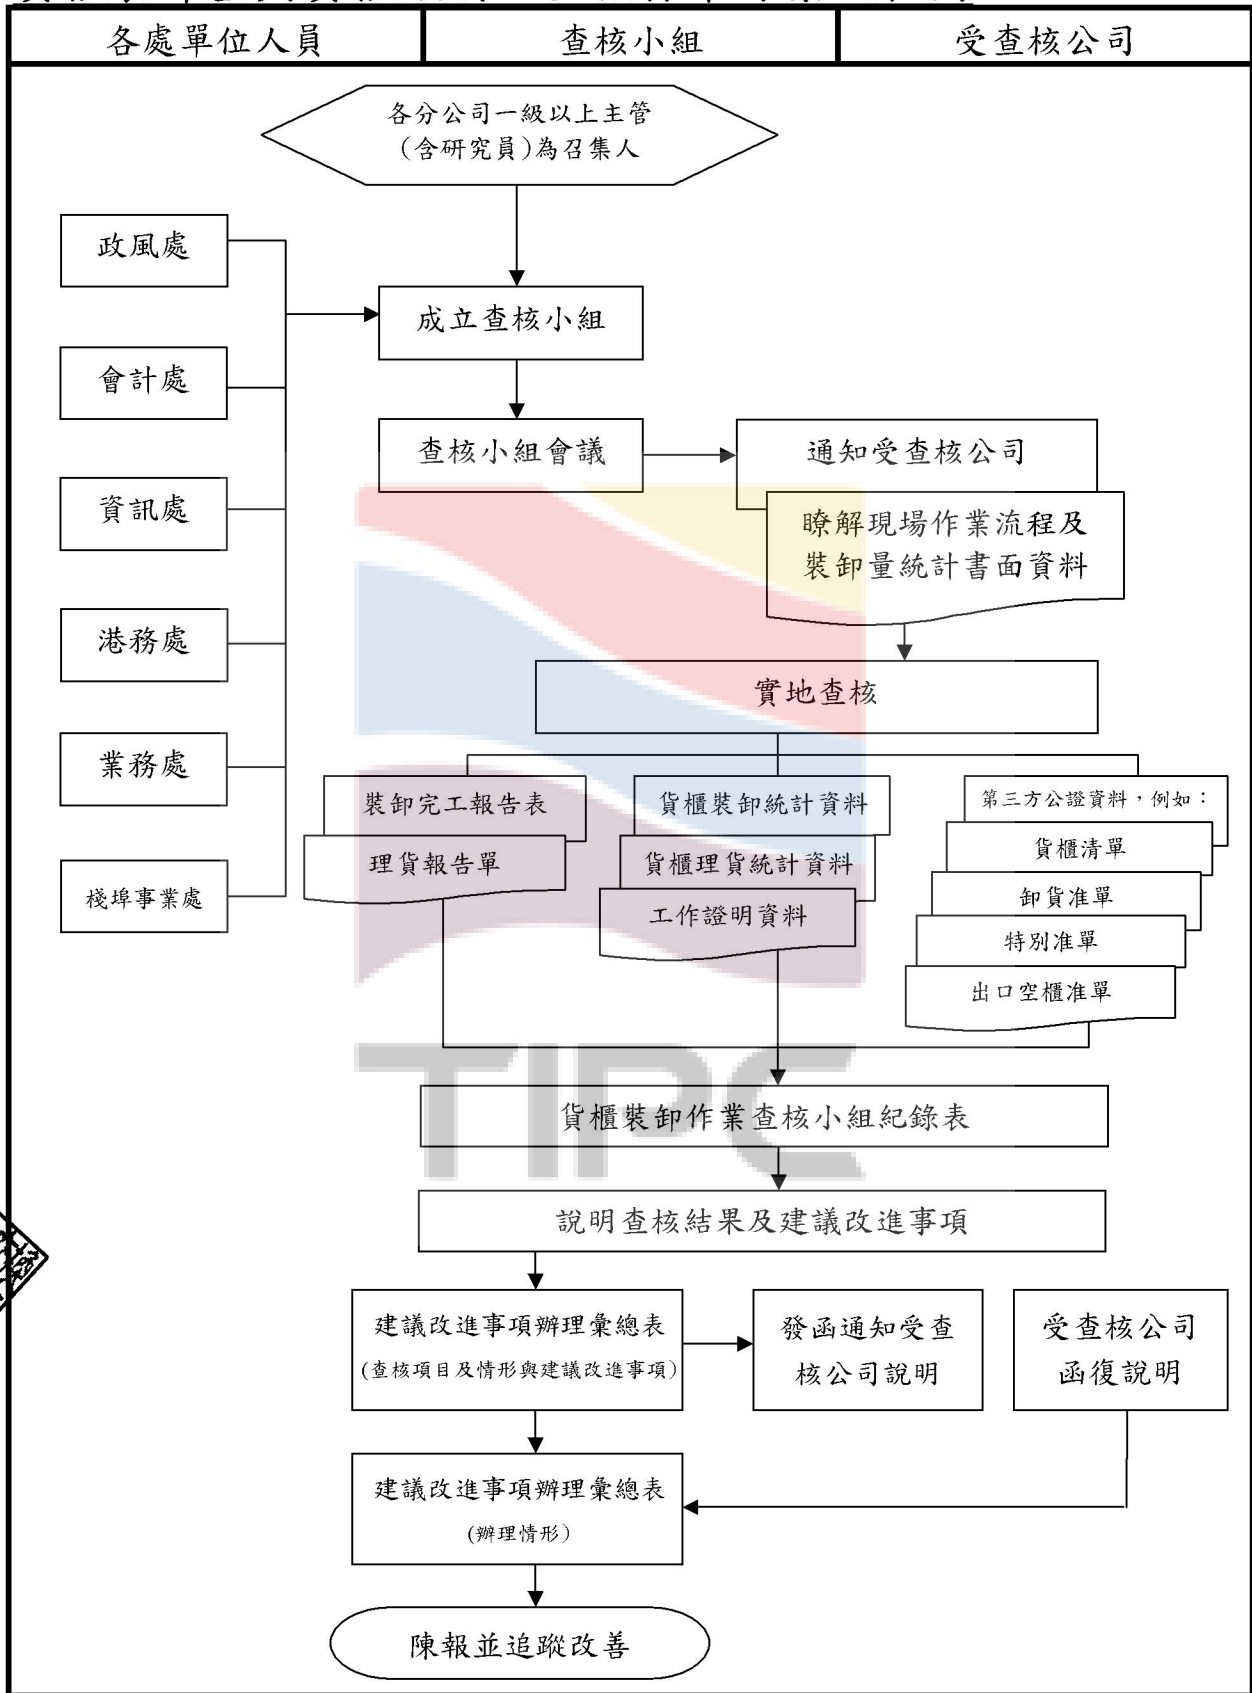 各處單位人員
查核小組
受查核公司
各分公司一級以上主管
(含研究員)為召集人
政風處
成立查核小組
會計處
查核小組會議
通知受查核公司
資訊處
瞭解現場作業流程及
裝卸量統計書面資料
港務處
實地查核
業務處
裝卸完工報告表
理貨報告單
貨櫃裝卸統計資料
貨櫃理貨統計資料
工作證明資料
第三方公證資料，例如：
貨櫃清單
卸貨准單
特別准單
出口空櫃准單
棧埠事業處
TIPC
貨櫃裝卸作業查核小組紀錄表
說明查核結果及建議改進事項
建議改進事項辦理彙總表
(查核項目及情形與建議改進事項)
發函通知受查
核公司說明
受查核公司
函復說明
建議改進事項辦理彙總表
(辦理情形)
陳報並追蹤改善